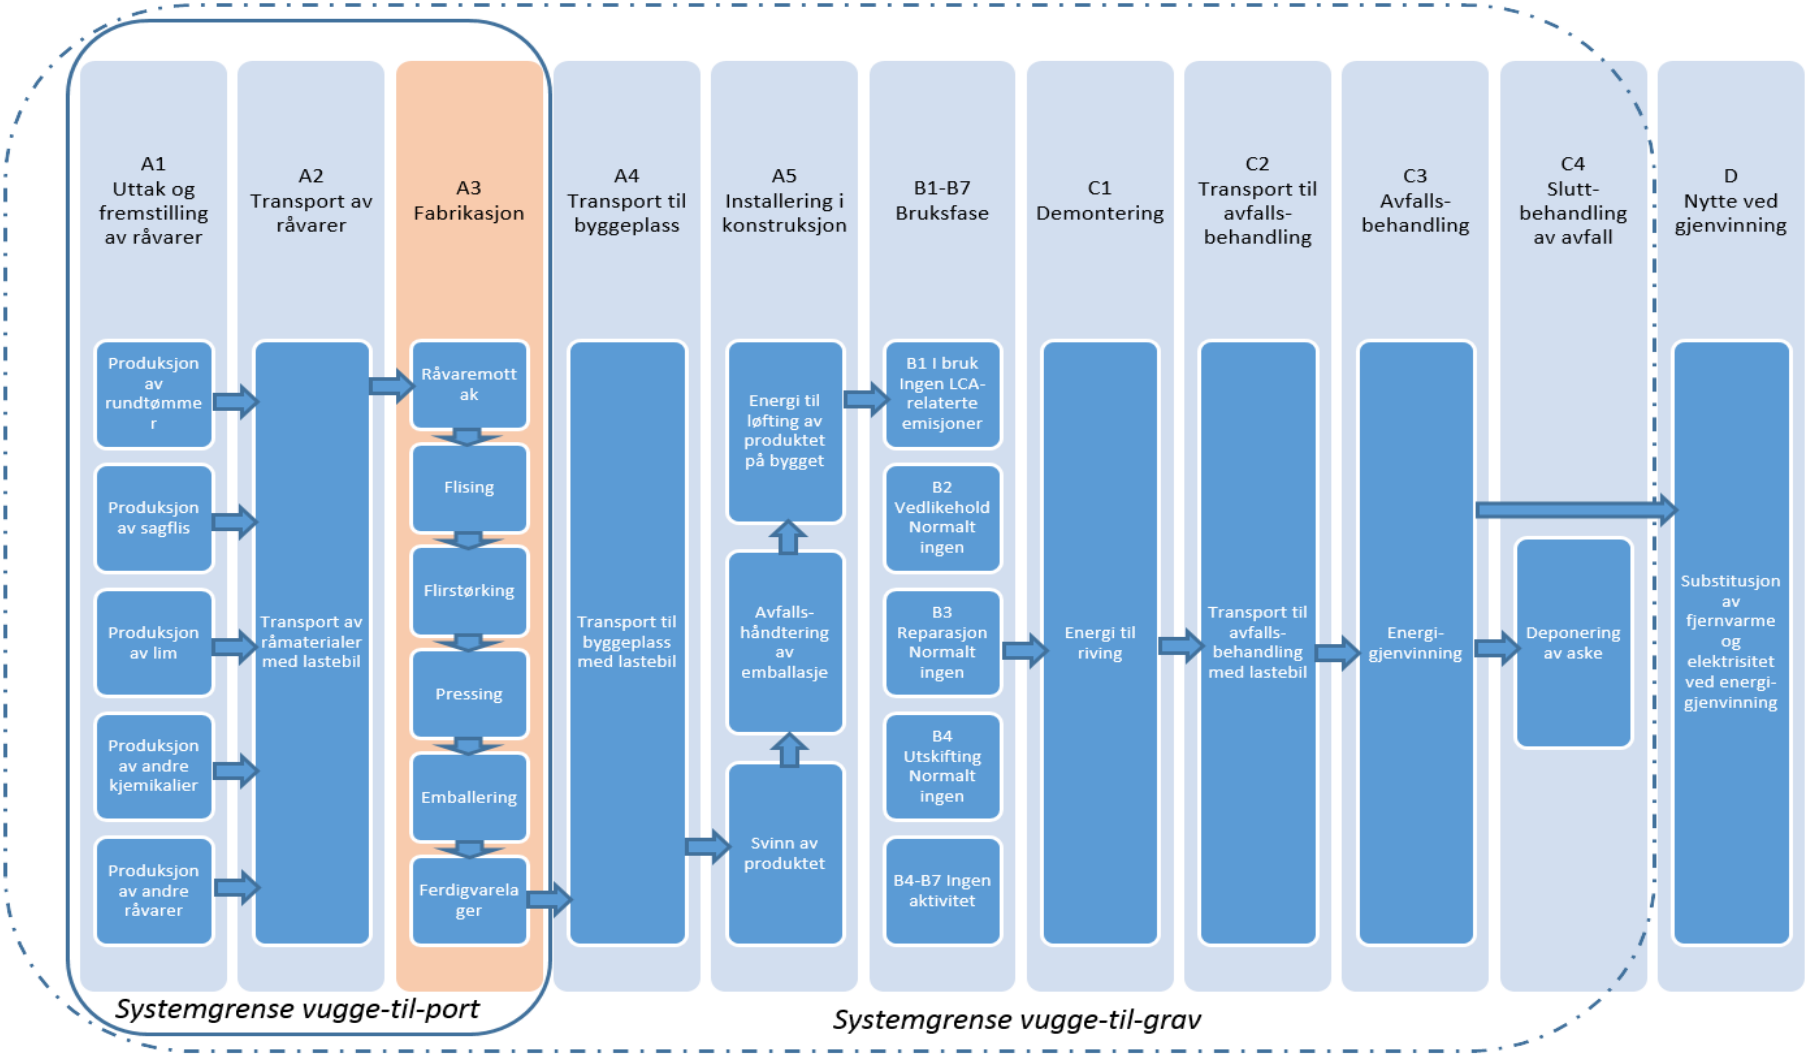 A1
Uttak og
fremstilling
av råvarer
A2
Transport av
råvarer
A3
Fabrikasjon
A4
Transport til
byggeplass
A5
Installering i
konstruksjon
B1-B7
Bruksfase
C1
Demontering
C2
Transport til
avfalls-
behandling
C3
Avfalls-
behandling
C4
Slutt-
behandling
av avfall
D
Nytte ved
gjenvinning
Produksjon
av
rundtømme
r
Produksjon
av sagflis
Produksjon
av lim
Produksjon
av andre
kjemikalier
Produksjon
av andre
råvarer
Transport av
råmaterialer
med lastebil
Råvaremott
ak
Flising
Flirstørking
Pressing
Emballering
Ferdigvarela
ger
Transport til
byggeplass
med lastebil
Energi til
løfting av
produktet
på bygget
Avfalls-
håndtering
av
emballasje
Svinn av
produktet
B1 I bruk
Ingen LCA-
relaterte
emisjoner
B2
Vedlikehold
Normalt
ingen
B3
Reparasjon
Normalt
ingen
B4
Utskifting
Normalt
ingen
B4-B7 Ingen
aktivitet
Energi til
riving
Transport til
avfalls-
behandling
med lastebil
Energi-
gjenvinning
Deponering
av aske
Substitusjon
av
fjernvarme
og
elektrisitet
ved energi-
gjenvinning
Systemgrense vugge-til-port
Systemgrense vugge-til-grav